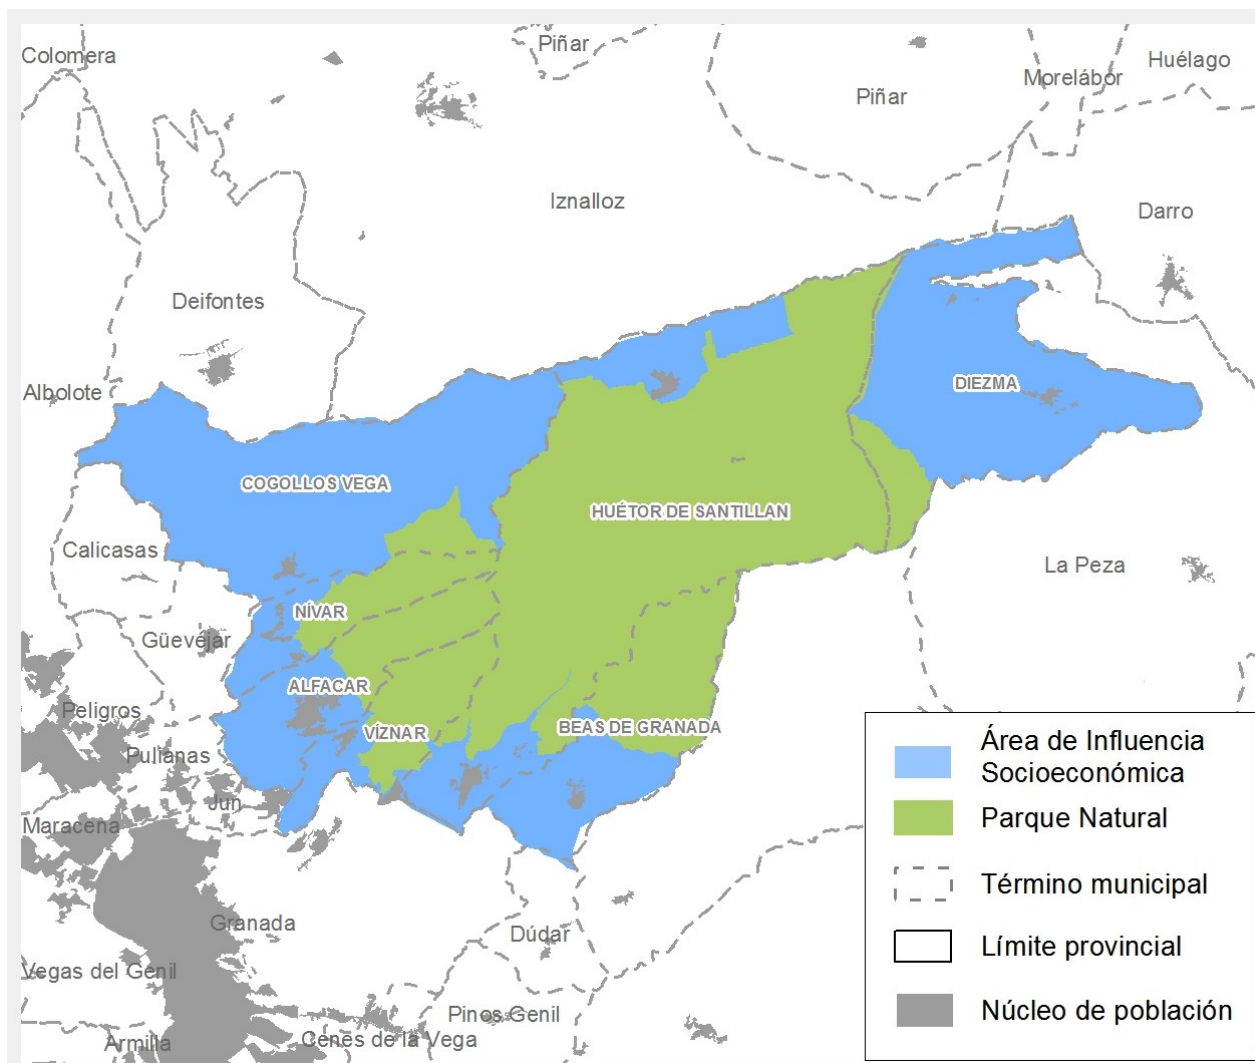 Colomera
Piñar
Huélago
Morelábor
Piñar
Iznalloz
Darro
Deifontes
Albolote
DIEZMA
COGOLLOS VEGA
HUÉTOR DE SANTILLAN
Calicasas
La Peza
NÍVAR
Güevéjar
ALFACAR
Peligros
VÍZNAR
BEAS DE GRANADA
Pulianas
Jun
Maracena
Granada
Dúdar
Vegas del Genil
Pinos Genil
Armilla
Cenes de la Vega
Área de Influencia
Socioeconómica
Parque Natural
Término municipal
Límite provincial
Núcleo de población